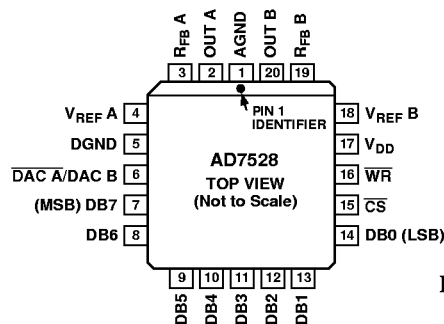 RFB A OUT A AGND OUT B RFB B
3 2 1 20 19
VREF A 4
DGND 5
DAC A/DAC B 6
(MSB) DB7 7
DB6 8
PIN 1
IDENTIFIER
AD7528
TOP VIEW
(Not to Scale)
18 VREF B
17 VDD
16 WR
15 CS
14 DB0 (LSB)
9 10 11 12 13
DB5 DB4 DB3 DB2 DB1